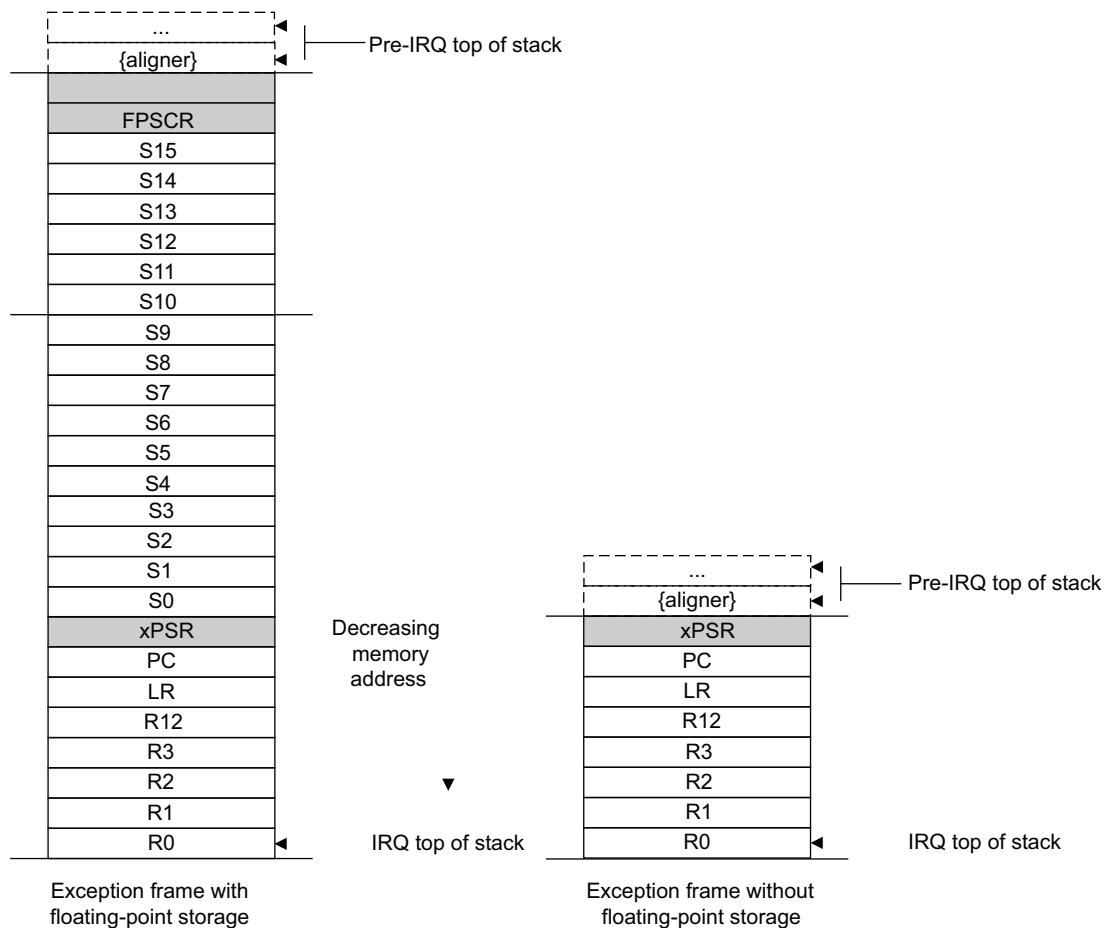 ...
{aligner}
Pre-IRQ top of stack
FPSCR
S15
S14
S13
S12
S11
S10
S9
S8
S7
S6
S5
S4
S3
S2
S1
S0
xPSR
PC
LR
R12
R3
R2
R1
R0
Decreasing
memory
address
IRQ top of stack
Exception frame with
floating-point storage
...
{aligner}
Pre-IRQ top of stack
xPSR
PC
LR
R12
R3
R2
R1
R0
IRQ top of stack
Exception frame without
floating-point storage